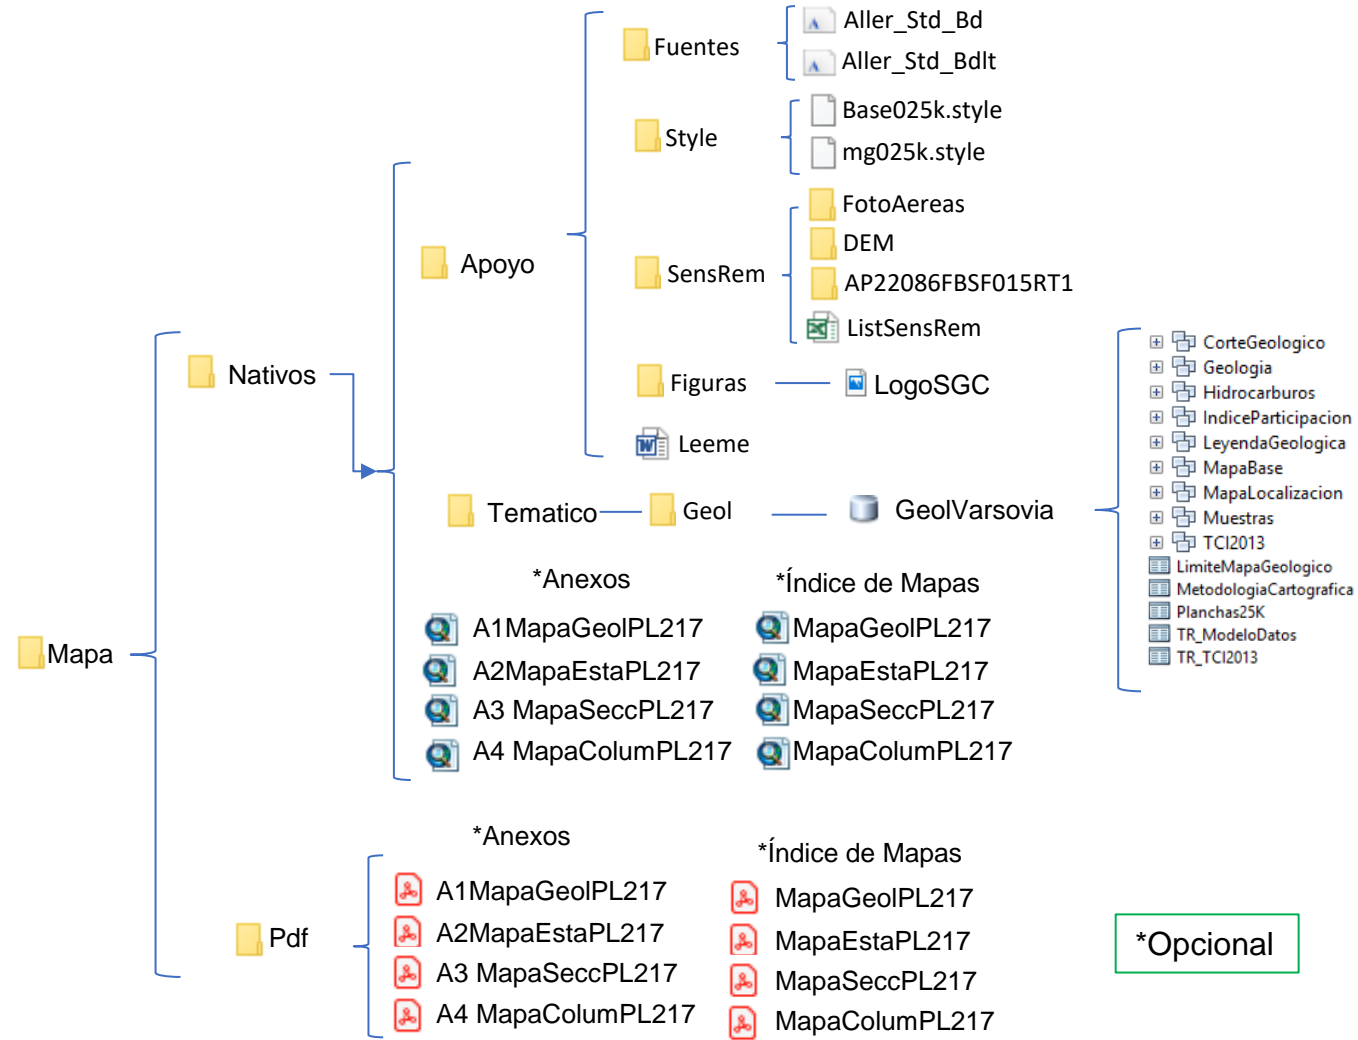 Mapa
Nativos
Apoyo
Fuentes
Aller_Std_Bd
Aller_Std_Bdlt
Style
Base025k.style
mg025k.style
SensRem
FotoAereas
DEM
AP22086FBSF015RT1
ListSensRem
Figuras
LogoSGC
Leeme
Tematico
Geol
GeolVarsovia
CorteGeologico
Geologia
Hidrocarburos
IndiceParticipacion
LeyendaGeologica
MapaBase
MapaLocalizacion
Muestras
TCI2013
LimiteMapaGeologico
MetodologiaCartografica
Planchas25K
TR_ModeloDatos
TR_TCI2013
*Anexos
A1MapaGeolPL217
A2MapaEstaPL217
A3 MapaSeccPL217
A4 MapaColumPL217
*Índice de Mapas
MapaGeolPL217
MapaEstaPL217
MapaSeccPL217
MapaColumPL217
Pdf
*Anexos
A1MapaGeolPL217
A2MapaEstaPL217
A3 MapaSeccPL217
A4 MapaColumPL217
*Índice de Mapas
MapaGeolPL217
MapaEstaPL217
MapaSeccPL217
MapaColumPL217
*Opcional